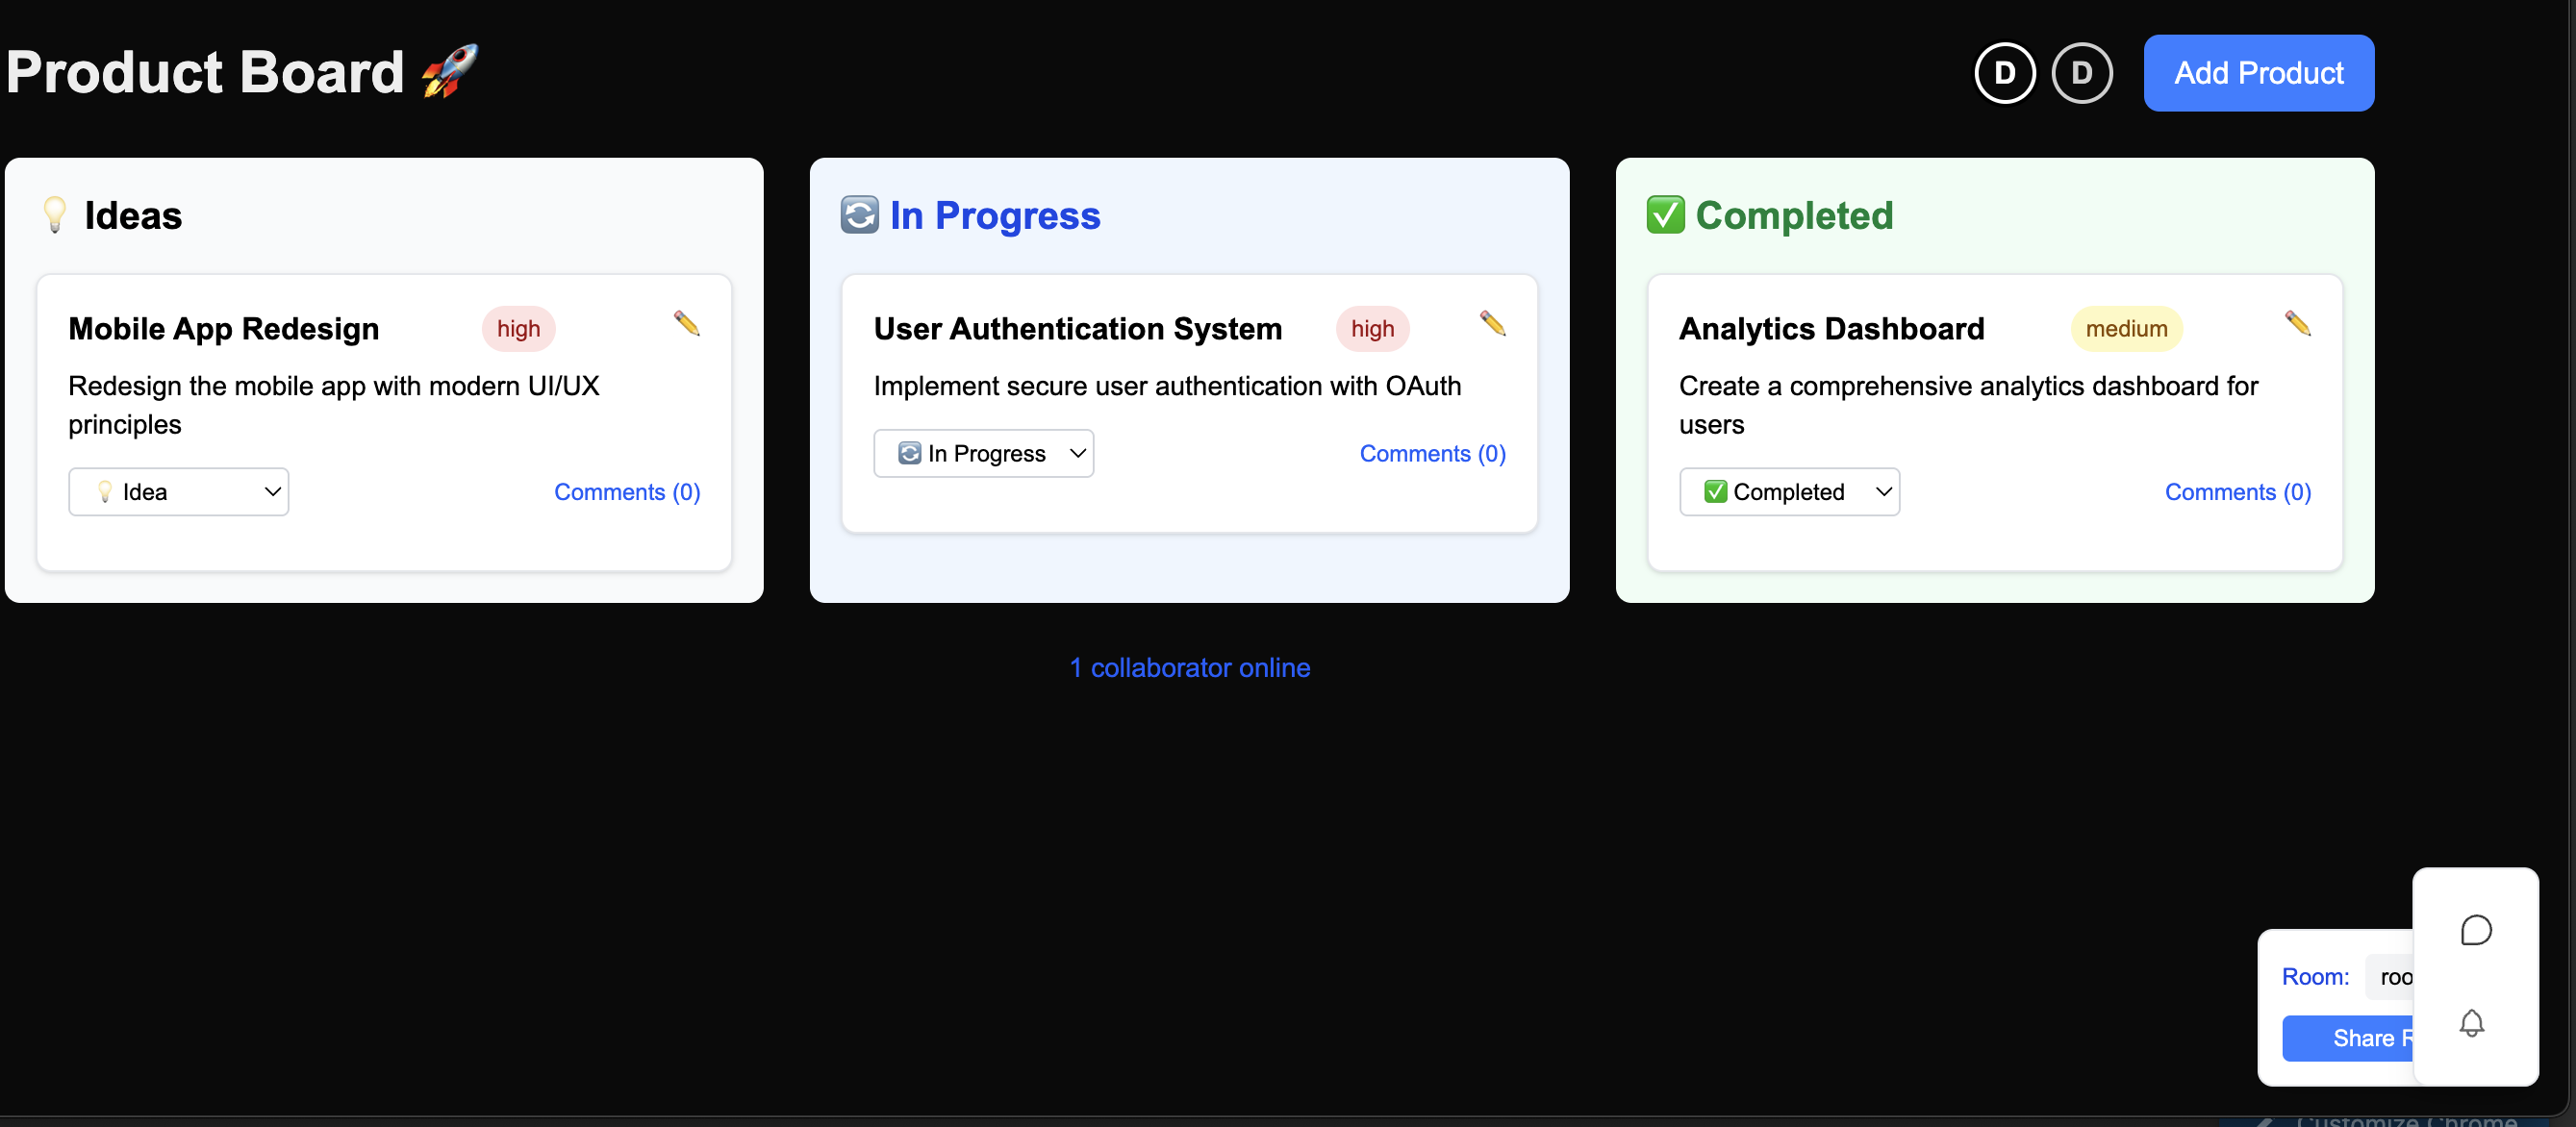 Product Board 🚀
D
D
Add Product
💡 Ideas
Mobile App Redesign
high
✏️
Redesign the mobile app with modern UI/UX
principles
💡 Idea
Comments (0)
🔄 In Progress
User Authentication System
high
✏️
Implement secure user authentication with OAuth
🔄 In Progress
Comments (0)
✅ Completed
Analytics Dashboard
medium
✏️
Create a comprehensive analytics dashboard for
users
✅ Completed
Comments (0)
1 collaborator online
Room:
roo
Share R
Customize Chrome